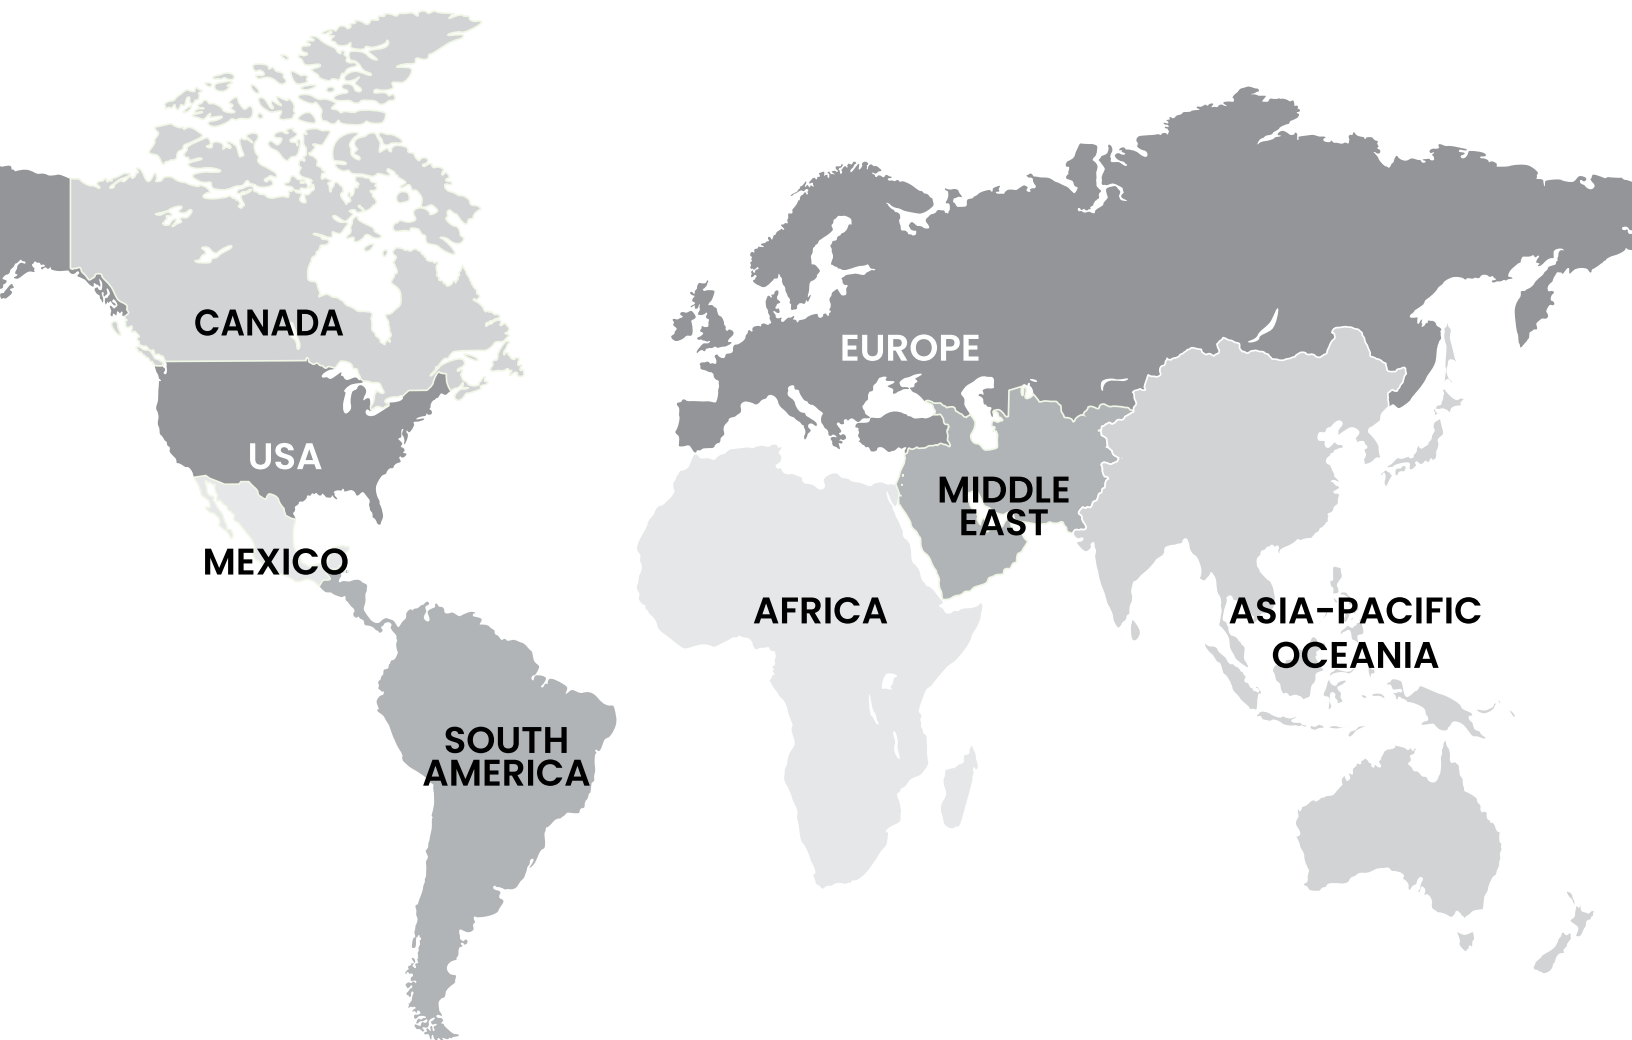 CANADA
EUROPE
USA
MIDDLE
EAST
MEXICO
AFRICA
ASIA-PACIFIC
OCEANIA
SOUTH
AMERICA